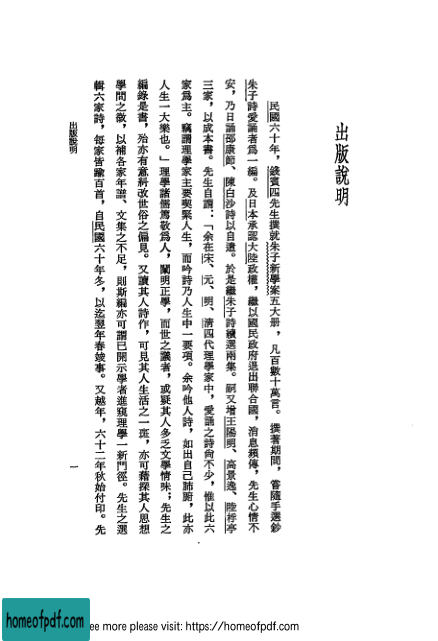 出版說明
民國六十年，錢賓四先生撰就朱子新學案五大册，凡百數十萬言。撰著期間，嘗隨手選鈔
朱子詩愛誦者爲一編。及日本承認大陸政權，繼以國民政府退出聯合國，消息頻傳，先生心情不
安，乃日誦邵康節、陳白沙詩以自遣。於是繼朱子詩續選兩集。嗣又增王陽明、高景逸、陸桴亭
三家，以成本書。先生自謂：「余在宋、元、明、清四代理學家中，愛誦之詩尚不少，惟以此六
家爲主。竊謂理學家主要喫緊人生，而吟詩乃人生中一要項。余吟他人詩，如出自己肺腑，此亦
人生一大樂也。」理學諸儒篤敬爲人，闡明正學，而世之議者，或疑其人多乏文學情味；先生之
編錄是書，殆亦有意糾改世俗之偏見。又讀其人詩作，可見其人生活之一斑，亦可藉探其人思想
學問之欲，以補各家年譜、文集之不足，則斯編亦可謂已開示學者進窺理學一新門徑。先生之選
輯六家詩，每家皆踰百首，自民國六十年冬，以迄翌年春竣事。又越年，六十二年秋始付印。先
出版說明
一
homeofpdf.com
ee more please visit: https://homeofpdf.com